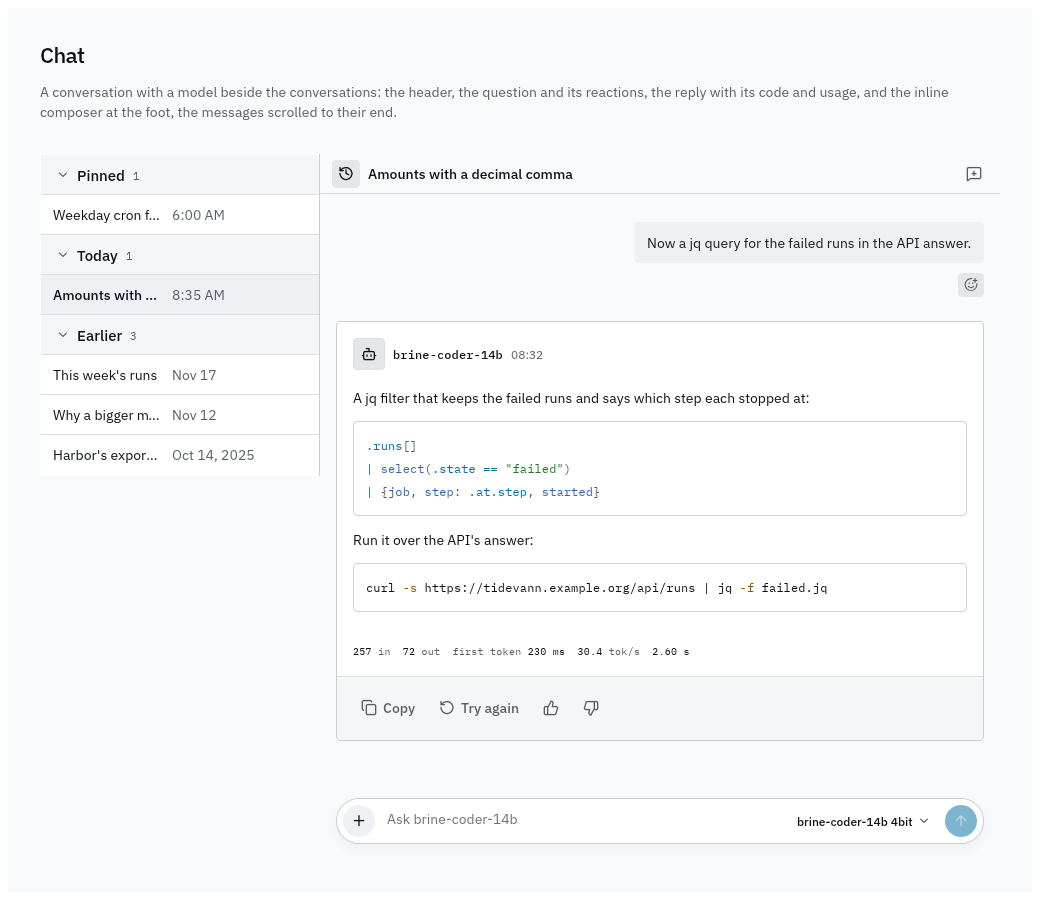 Chat
A conversation with a model beside the conversations: the header, the question and its reactions, the reply with its code and usage, and the inline
composer at the foot, the messages scrolled to their end.
Pinned 1
Weekday cron f... 6:00 AM
Today 1
Amounts with ... 8:35 AM
Earlier 3
This week's runs Nov 17
Why a bigger m... Nov 12
Harbor's expor... Oct 14, 2025
Amounts with a decimal comma
Now a jq query for the failed runs in the API answer.
brine-coder-14b 08:32
A jq filter that keeps the failed runs and says which step each stopped at:
.runs[]
| select(.state == "failed")
| {job, step: .at.step, started}
Run it over the API's answer:
curl -s https://tidevann.example.org/api/runs | jq -f failed.jq
257 in 72 out first token 230 ms 30.4 tok/s 2.60 s
Copy Try again
Ask brine-coder-14b brine-coder-14b 4bit